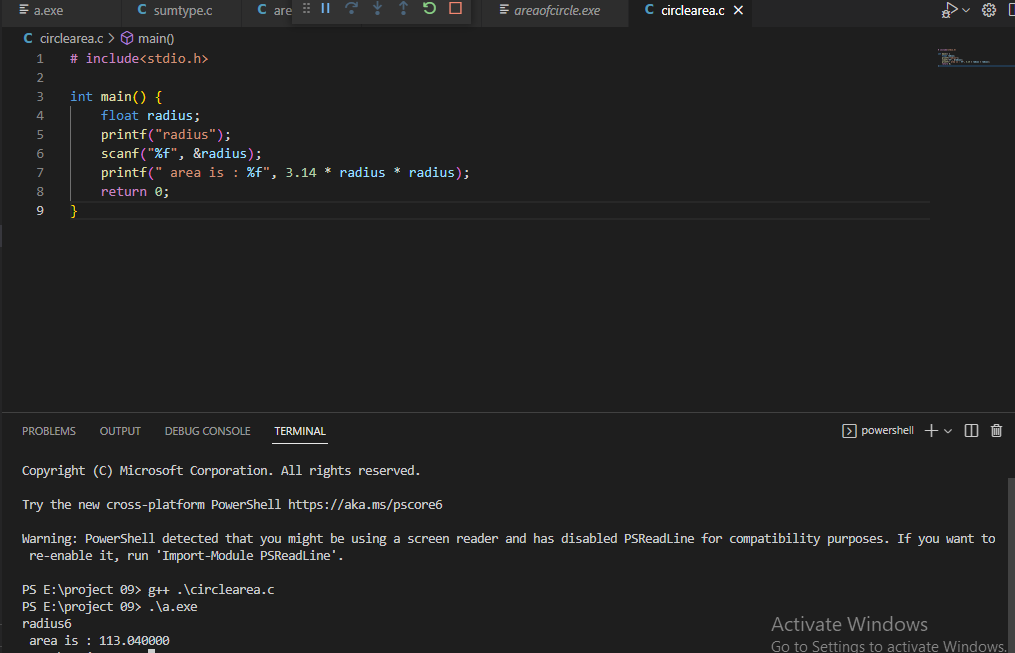 a.exe
C sumtype.c
C are
areaofcircle.exe
C circlearea.c
C circlearea.c > main()
1 # include<stdio.h>
2
3 int main() {
4 float radius;
5 printf("radius");
6 scanf("%f", &radius);
7 printf(" area is : %f", 3.14 * radius * radius);
8 return 0;
9 }
PROBLEMS OUTPUT DEBUG CONSOLE TERMINAL
powershell
Copyright (C) Microsoft Corporation. All rights reserved.
Try the new cross-platform PowerShell https://aka.ms/pscore6
Warning: PowerShell detected that you might be using a screen reader and has disabled PSReadLine for compatibility purposes. If you want to
re-enable it, run 'Import-Module PSReadLine'.
PS E:\project 09> g++ .\circlearea.c
PS E:\project 09> .\a.exe
radius6
area is : 113.040000
Activate Windows
Go to Settings to activate Windows.